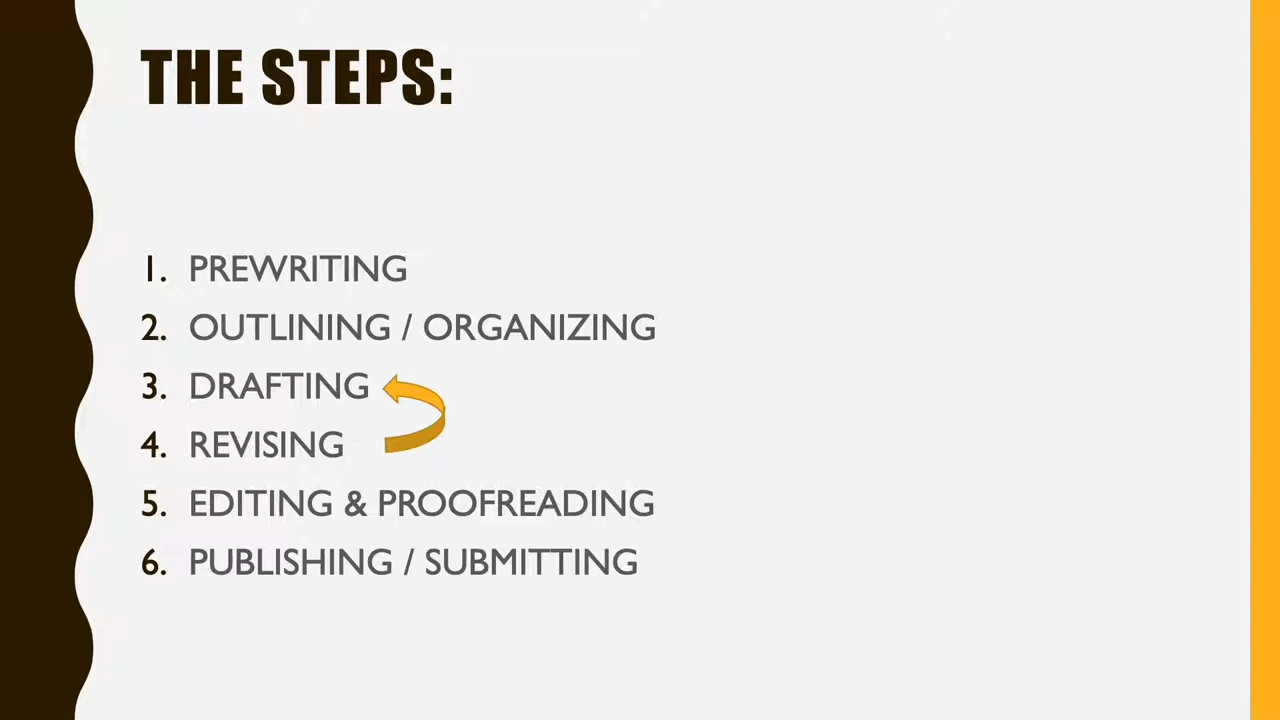 THE STEPS:
1. PREWRITING
2. OUTLINING / ORGANIZING
3. DRAFTING
4. REVISING
5. EDITING & PROOFREADING
6. PUBLISHING / SUBMITTING